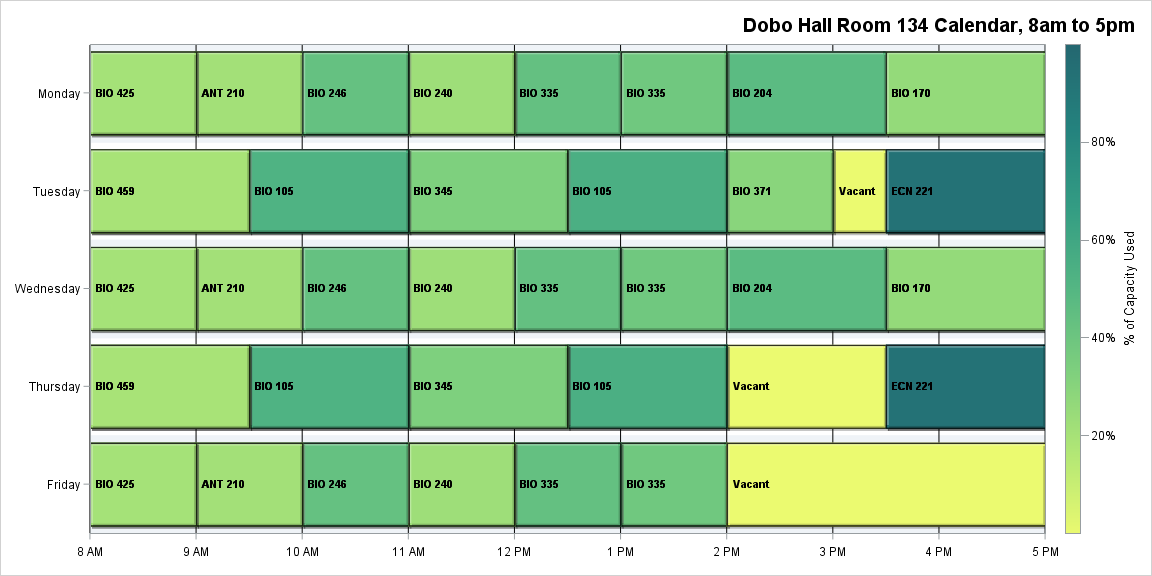 Dobo Hall Room 134 Calendar, 8am to 5pm
Monday
BIO 425
ANT 210
BIO 246
BIO 240
BIO 335
BIO 335
BIO 204
BIO 170
Tuesday
BIO 459
BIO 105
BIO 345
BIO 105
BIO 371
Vacant
ECN 221
Wednesday
BIO 425
ANT 210
BIO 246
BIO 240
BIO 335
BIO 335
BIO 204
BIO 170
Thursday
BIO 459
BIO 105
BIO 345
BIO 105
Vacant
ECN 221
Friday
BIO 425
ANT 210
BIO 246
BIO 240
BIO 335
BIO 335
Vacant
8 AM
9 AM
10 AM
11 AM
12 PM
1 PM
2 PM
3 PM
4 PM
5 PM
80%
60%
40%
20%
% of Capacity Used